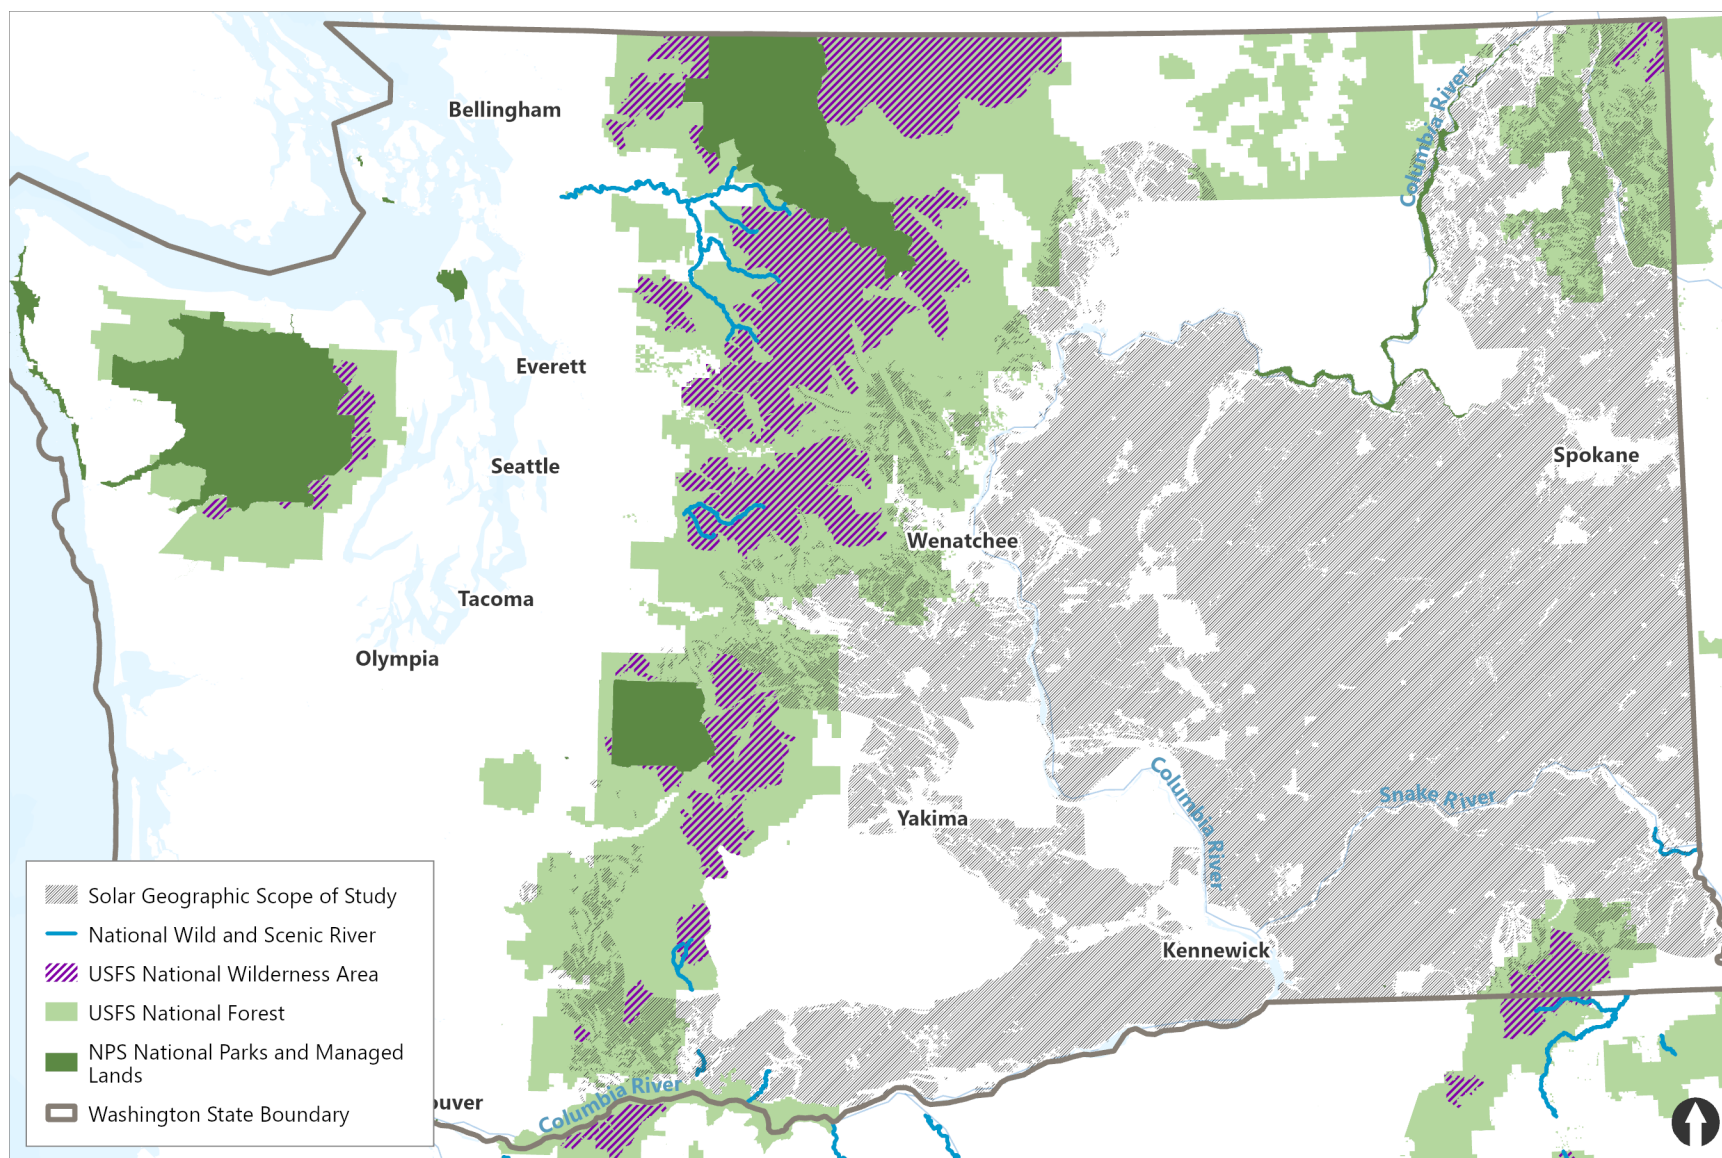 Bellingham
Columbia River
Everett
Spokane
Seattle
Wenatchee
Tacoma
Olympia
Columbia River
Snake River
Yakima
Kennewick
Columbia River
ouver
Solar Geographic Scope of Study
National Wild and Scenic River
USFS National Wilderness Area
USFS National Forest
NPS National Parks and Managed
Lands
Washington State Boundary